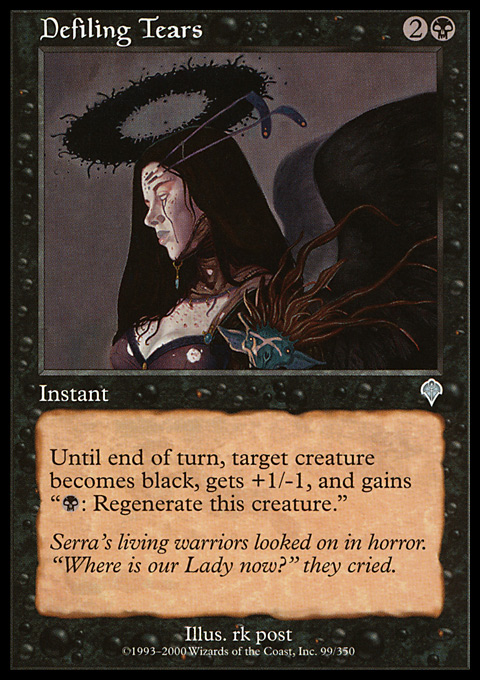 Defiling Tears 2
Instant
Until end of turn, target creature
becomes black, gets +1/-1, and gains
“: Regenerate this creature.”
Serra's living warriors looked on in horror.
“Where is our Lady now?” they cried.
Illus. rk post
©1993-2000 Wizards of the Coast, Inc. 99/350